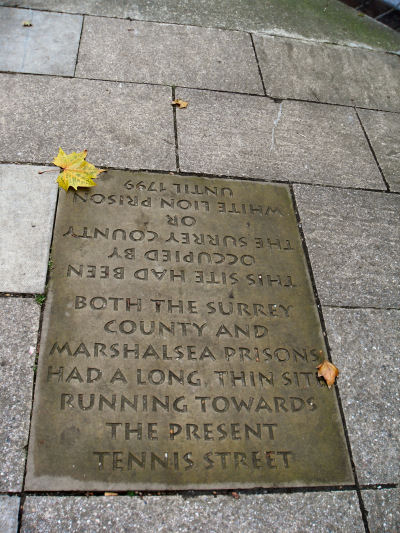 THIS SITE HAD BEEN
OCCUPIED BY
THE SURREY COUNTY
OR
WHITE LION PRISON
UNTIL 1799
BOTH THE SURREY
COUNTY AND
MARSHALSEA PRISONS
HAD A LONG, THIN SITE
RUNNING TOWARDS
THE PRESENT
TENNIS STREET